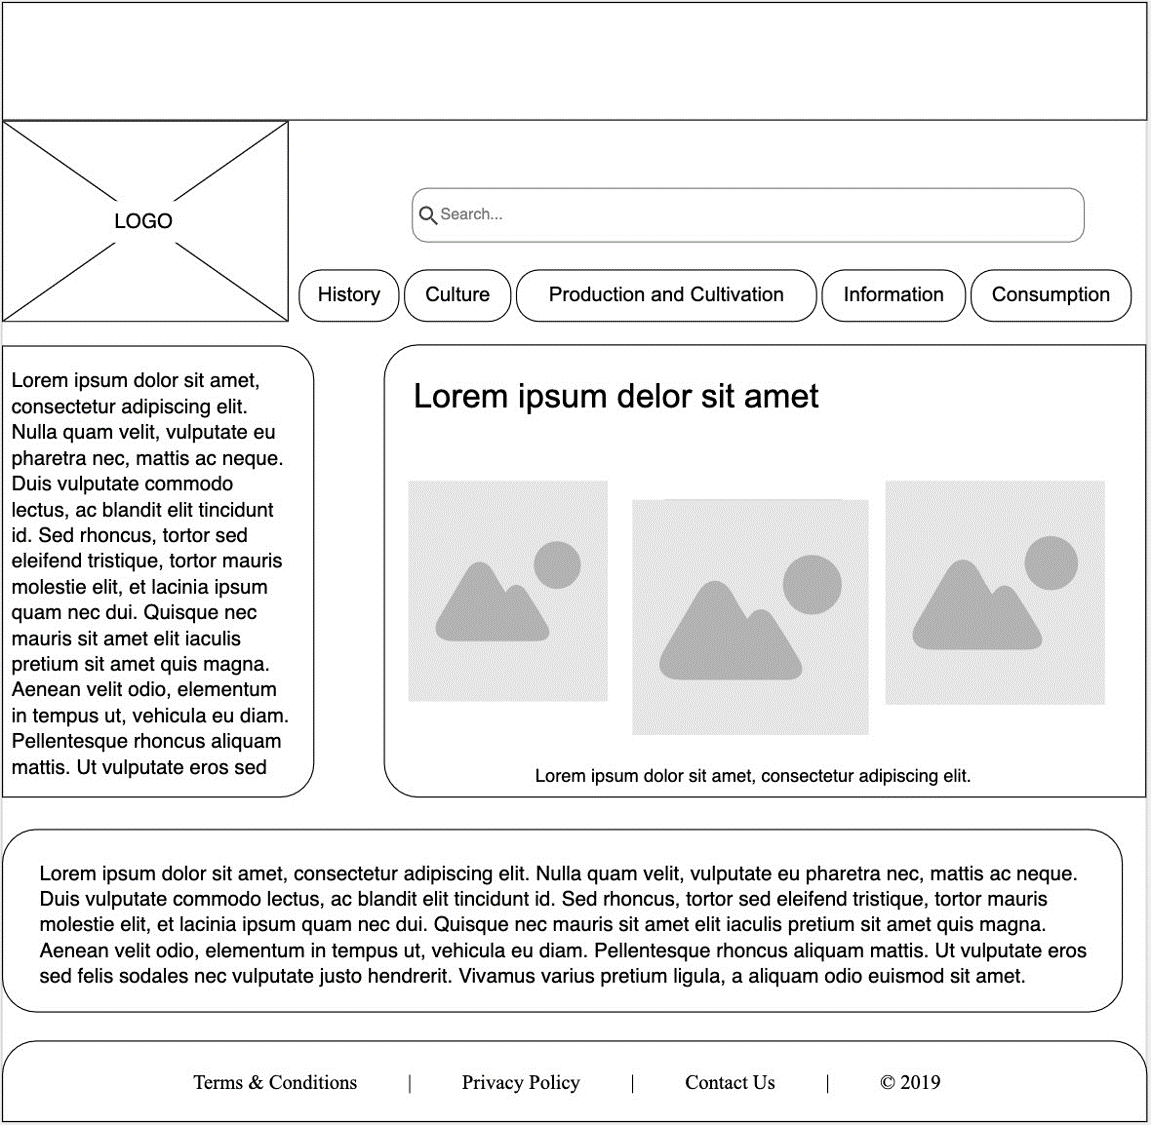 LOGO
Search...
History
Culture
Production and Cultivation
Information
Consumption
Lorem ipsum dolor sit amet,
consectetur adipiscing elit.
Nulla quam velit, vulputate eu
pharetra nec, mattis ac neque.
Duis vulputate commodo
lectus, ac blandit elit tincidunt
id. Sed rhoncus, tortor sed
eleifend tristique, tortor mauris
molestie elit, et lacinia ipsum
quam nec dui. Quisque nec
mauris sit amet elit iaculis
pretium sit amet quis magna.
Aenean velit odio, elementum
in tempus ut, vehicula eu diam.
Pellentesque rhoncus aliquam
mattis. Ut vulputate eros sed
Lorem ipsum delor sit amet
Lorem ipsum dolor sit amet, consectetur adipiscing elit.
Lorem ipsum dolor sit amet, consectetur adipiscing elit. Nulla quam velit, vulputate eu pharetra nec, mattis ac neque.
Duis vulputate commodo lectus, ac blandit elit tincidunt id. Sed rhoncus, tortor sed eleifend tristique, tortor mauris
molestie elit, et lacinia ipsum quam nec dui. Quisque nec mauris sit amet elit iaculis pretium sit amet quis magna.
Aenean velit odio, elementum in tempus ut, vehicula eu diam. Pellentesque rhoncus aliquam mattis. Ut vulputate eros
sed felis sodales nec vulputate justo hendrerit. Vivamus varius pretium ligula, a aliquam odio euismod sit amet.
Terms & Conditions | Privacy Policy | Contact Us | © 2019